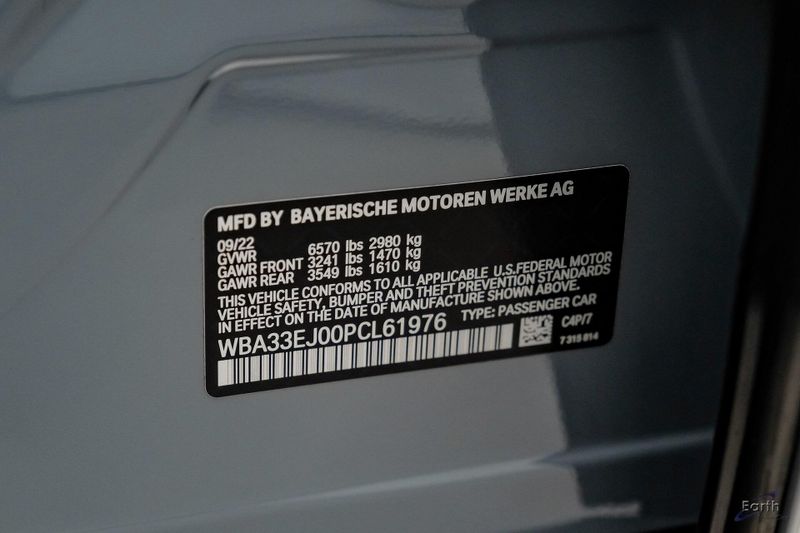 MFD BY BAYERISCHE MOTOREN WERKE AG
09/22
GVWR 6570 lbs 2980 kg
GAWR FRONT 3241 lbs 1470 kg
GAWR REAR 3549 lbs 1610 kg
THIS VEHICLE CONFORMS TO ALL APPLICABLE U.S.FEDERAL MOTOR
VEHICLE SAFETY, BUMPER AND THEFT PREVENTION STANDARDS
IN EFFECT ON THE DATE OF MANUFACTURE SHOWN ABOVE.
WBA33EJ00PCL61976 TYPE: PASSENGER CAR
C4P/7
7 315 814
Earth